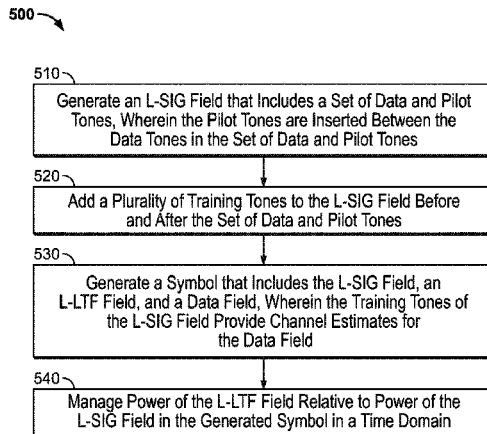 500
510
Generate an L-SIG Field that Includes a Set of Data and Pilot
Tones, Wherein the Pilot Tones are Inserted Between the
Data Tones in the Set of Data and Pilot Tones
520
Add a Plurality of Training Tones to the L-SIG Field Before
and After the Set of Data and Pilot Tones
530
Generate a Symbol that Includes the L-SIG Field, an
L-LTF Field, and a Data Field, Wherein the Training Tones of
the L-SIG Field Provide Channel Estimates for
the Data Field
540
Manage Power of the L-LTF Field Relative to Power of the
L-SIG Field in the Generated Symbol in a Time Domain